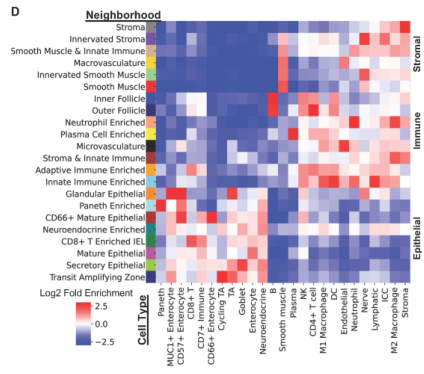 D
Neighborhood
Stroma
Innervated Stroma
Smooth Muscle & Innate Immune
Macrovasculature
Innervated Smooth Muscle
Smooth Muscle
Inner Follicle
Outer Follicle
Neutrophil Enriched
Plasma Cell Enriched
Microvasculature
Stroma & Innate Immune
Adaptive Immune Enriched
Innate Immune Enriched
Glandular Epithelial
Paneth Enriched
CD66+ Mature Epithelial
Neuroendocrine Enriched
CD8+ T Enriched IEL
Mature Epithelial
Secretory Epithelial
Transit Amplifying Zone
Stromal
Immune
Epithelial
Log2 Fold Enrichment
2.5
0.0
−2.5
Cell Type
Paneth
MUC1+ Enterocyte
CD57+ Enterocyte
CD8+ T
CD7+ Immune
CD66+ Enterocyte
Cycling TA
TA
Goblet
Enterocyte
Neuroendocrine
B
Smooth muscle
Plasma
NK
CD4+ T cell
M1 Macrophage
DC
Endothelial
Neutrophil
Nerve
Lymphatic
ICC
M2 Macrophage
Stroma